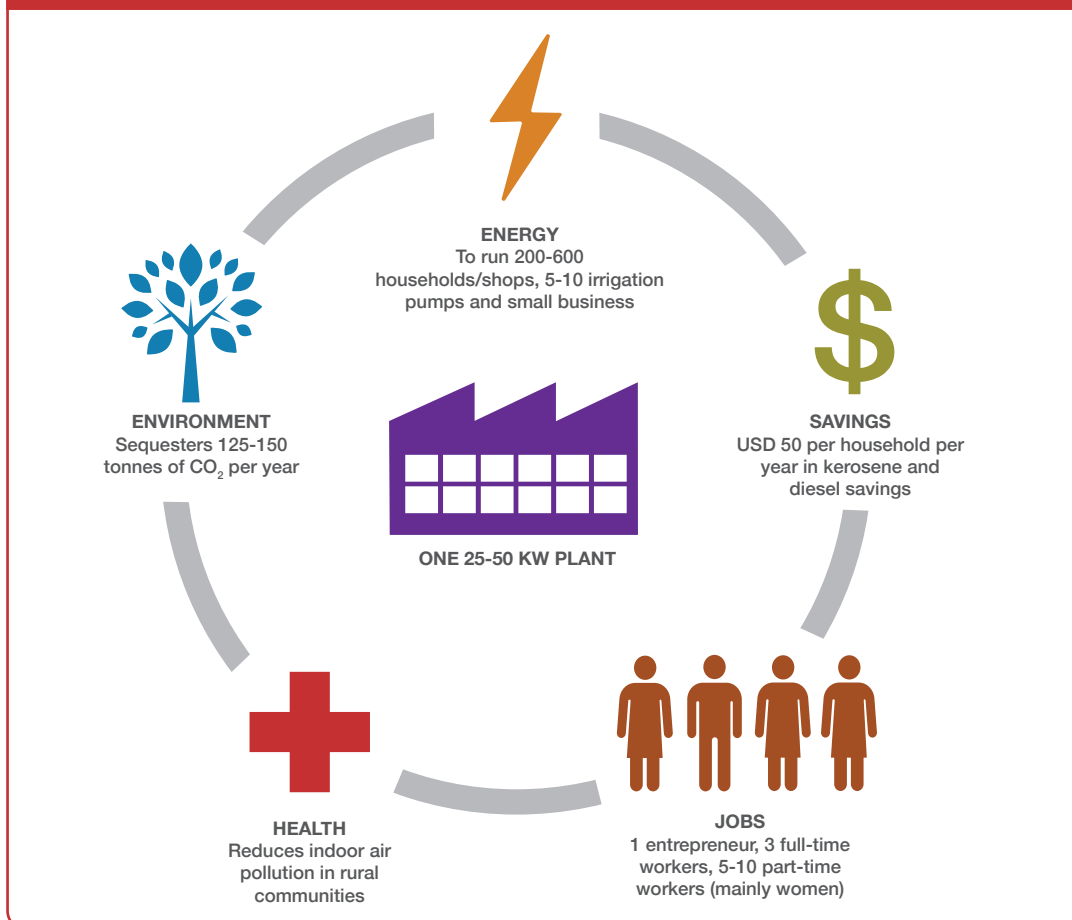 ENERGY
To run 200-600
households/shops, 5-10 irrigation
pumps and small business
$
SAVINGS
USD 50 per household per
year in kerosene and
diesel savings
ENVIRONMENT
Sequesters 125-150
tonnes of CO₂ per year
ONE 25-50 KW PLANT
JOBS
1 entrepreneur, 3 full-time
workers, 5-10 part-time
workers (mainly women)
HEALTH
Reduces indoor air
pollution in rural
communities